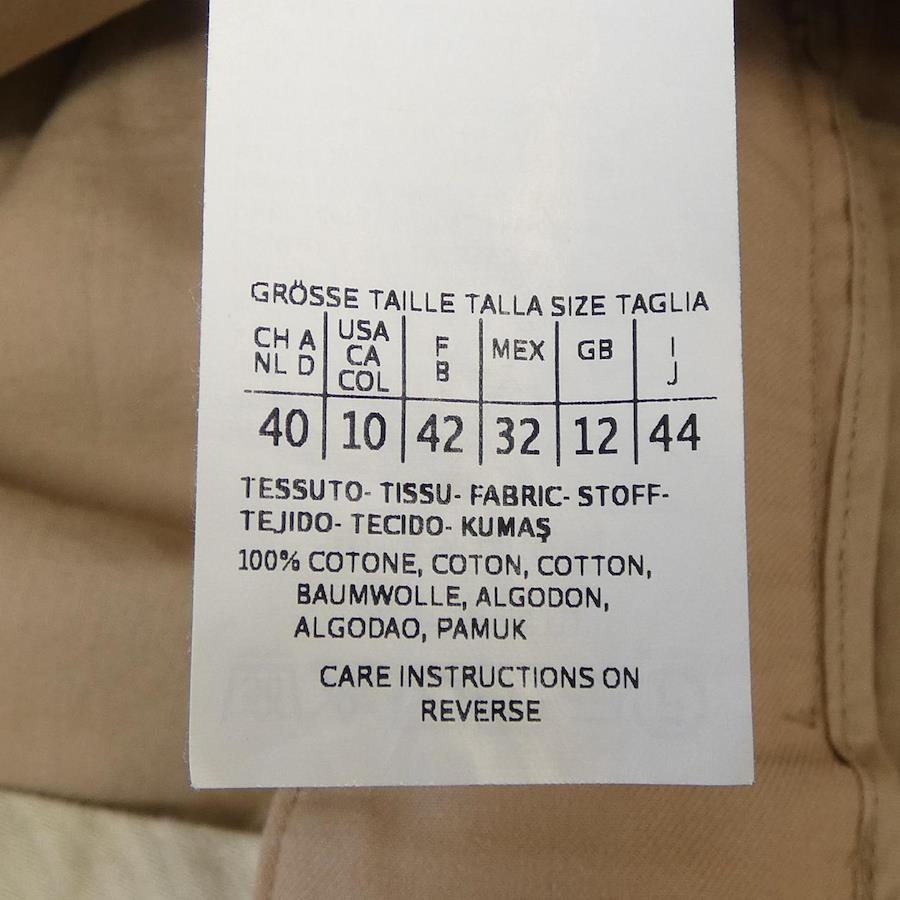 GRÖSSE TAILLE TALLA SIZE TAGLIA
CH A NL D USA CA COL F B MEX GB I J
40 10 42 32 12 44
TESSUTO- TISSU- FABRIC- STOFF-
TEJIDO- TECIDO- KUMAŞ
100% COTONE, COTON, COTTON,
BAUMWOLLE, ALGODON,
ALGODAO, PAMUK
CARE INSTRUCTIONS ON
REVERSE